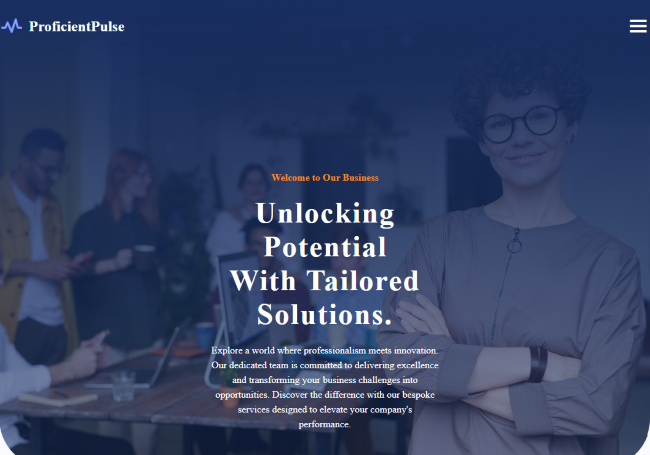 ProficientPulse
Welcome to Our Business
Unlocking
Potential
With Tailored
Solutions.
Explore a world where professionalism meets innovation.
Our dedicated team is committed to delivering excellence
and transforming your business challenges into
opportunities. Discover the difference with our bespoke
services designed to elevate your company's
performance.